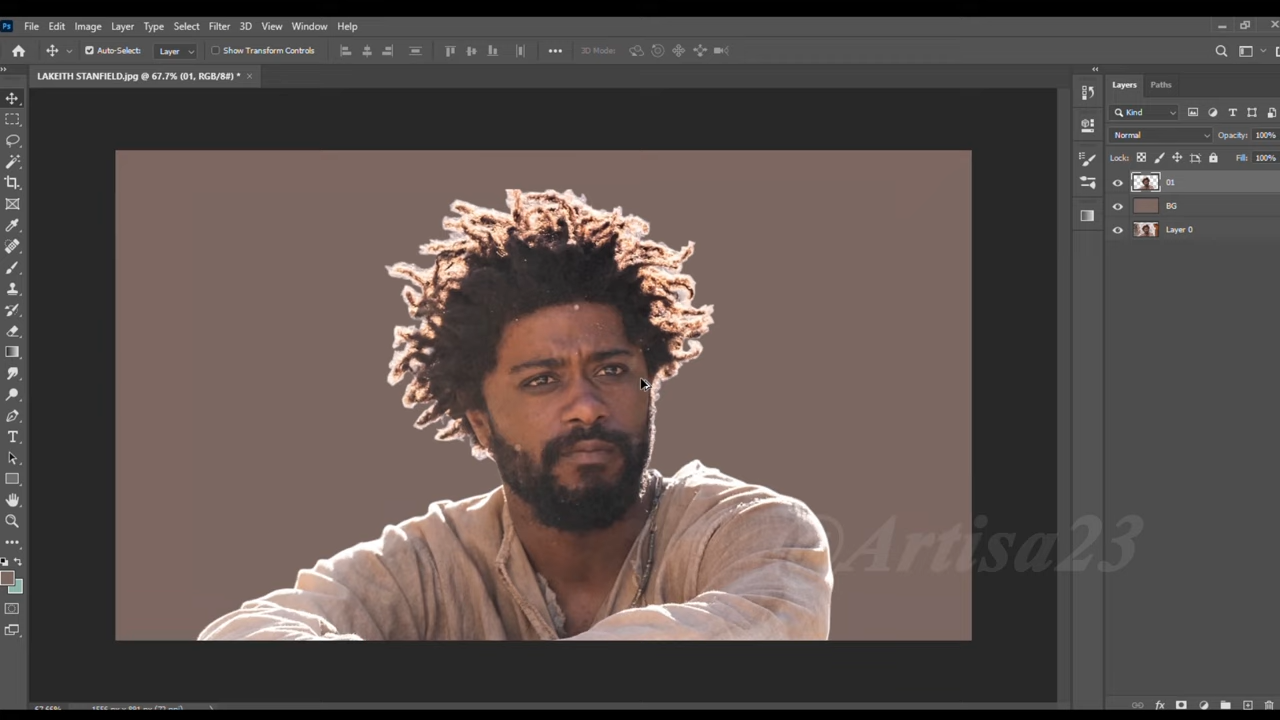 Ps File Edit Image Layer Type Select Filter 3D View Window Help
Auto-Select: Layer Show Transform Controls 3D Mode:
LAKEITH STANFIELD.jpg @ 67.7% (01, RGB/8#) *
Layers Paths
Kind
Normal Opacity: 100%
Lock: Fill: 100%
01
BG
Layer 0
@Artisa23